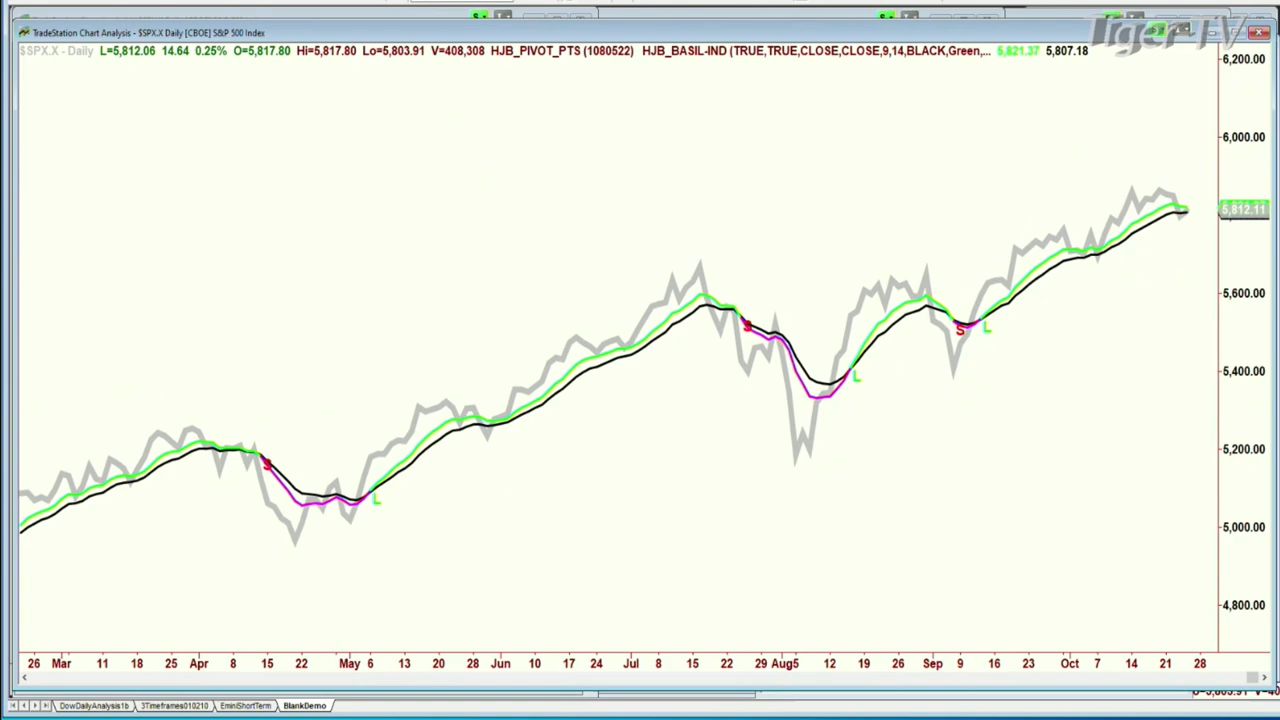 TradeStation Chart Analysis - $SPX.X Daily [CBOE] S&P 500 Index
Tiger TV
$SPX.X - Daily L=5,812.06 14.64 0.25% O=5,817.80 Hi=5,817.80 Lo=5,803.91 V=408,308 HJB_PIVOT_PTS (1080522) HJB_BASIL-IND (TRUE,TRUE,CLOSE,CLOSE,9,14,BLACK,Green,... 5,821.37 5,807.18
6,200.00
6,000.00
5,812.11
5,600.00
5,400.00
5,200.00
5,000.00
4,800.00
S
L
S
L
S
L
26 Mar 11 18 25 Apr 8 15 22 May 6 13 20 28 Jun 10 17 24 Jul 8 15 22 29 Aug5 12 19 26 Sep 9 16 23 Oct 7 14 21 28
DowDailyAnalysis1b 3Timeframes010210 EminiShortTerm BlankDemo